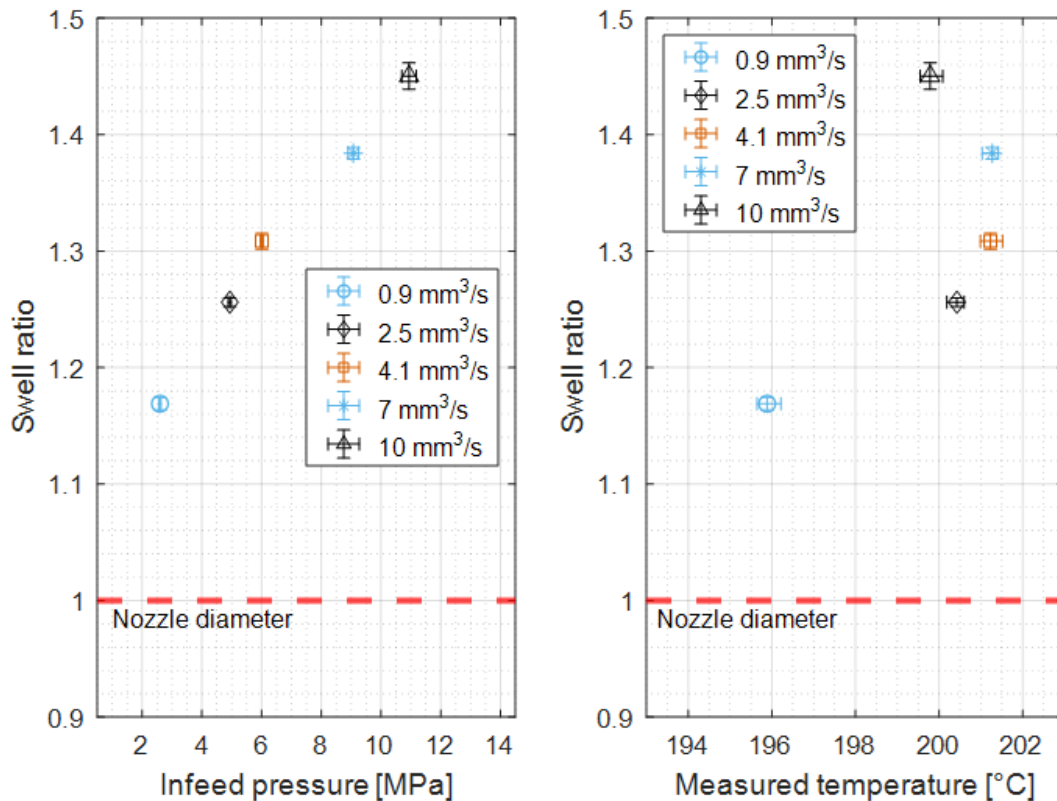 1.5
1.4
1.3
1.2
1.1
1
0.9
Swell ratio
2 4 6 8 10 12 14
Infeed pressure [MPa]
0.9 mm³/s
2.5 mm³/s
4.1 mm³/s
7 mm³/s
10 mm³/s
Nozzle diameter
1.5
1.4
1.3
1.2
1.1
1
0.9
Swell ratio
194 196 198 200 202
Measured temperature [°C]
0.9 mm³/s
2.5 mm³/s
4.1 mm³/s
7 mm³/s
10 mm³/s
Nozzle diameter